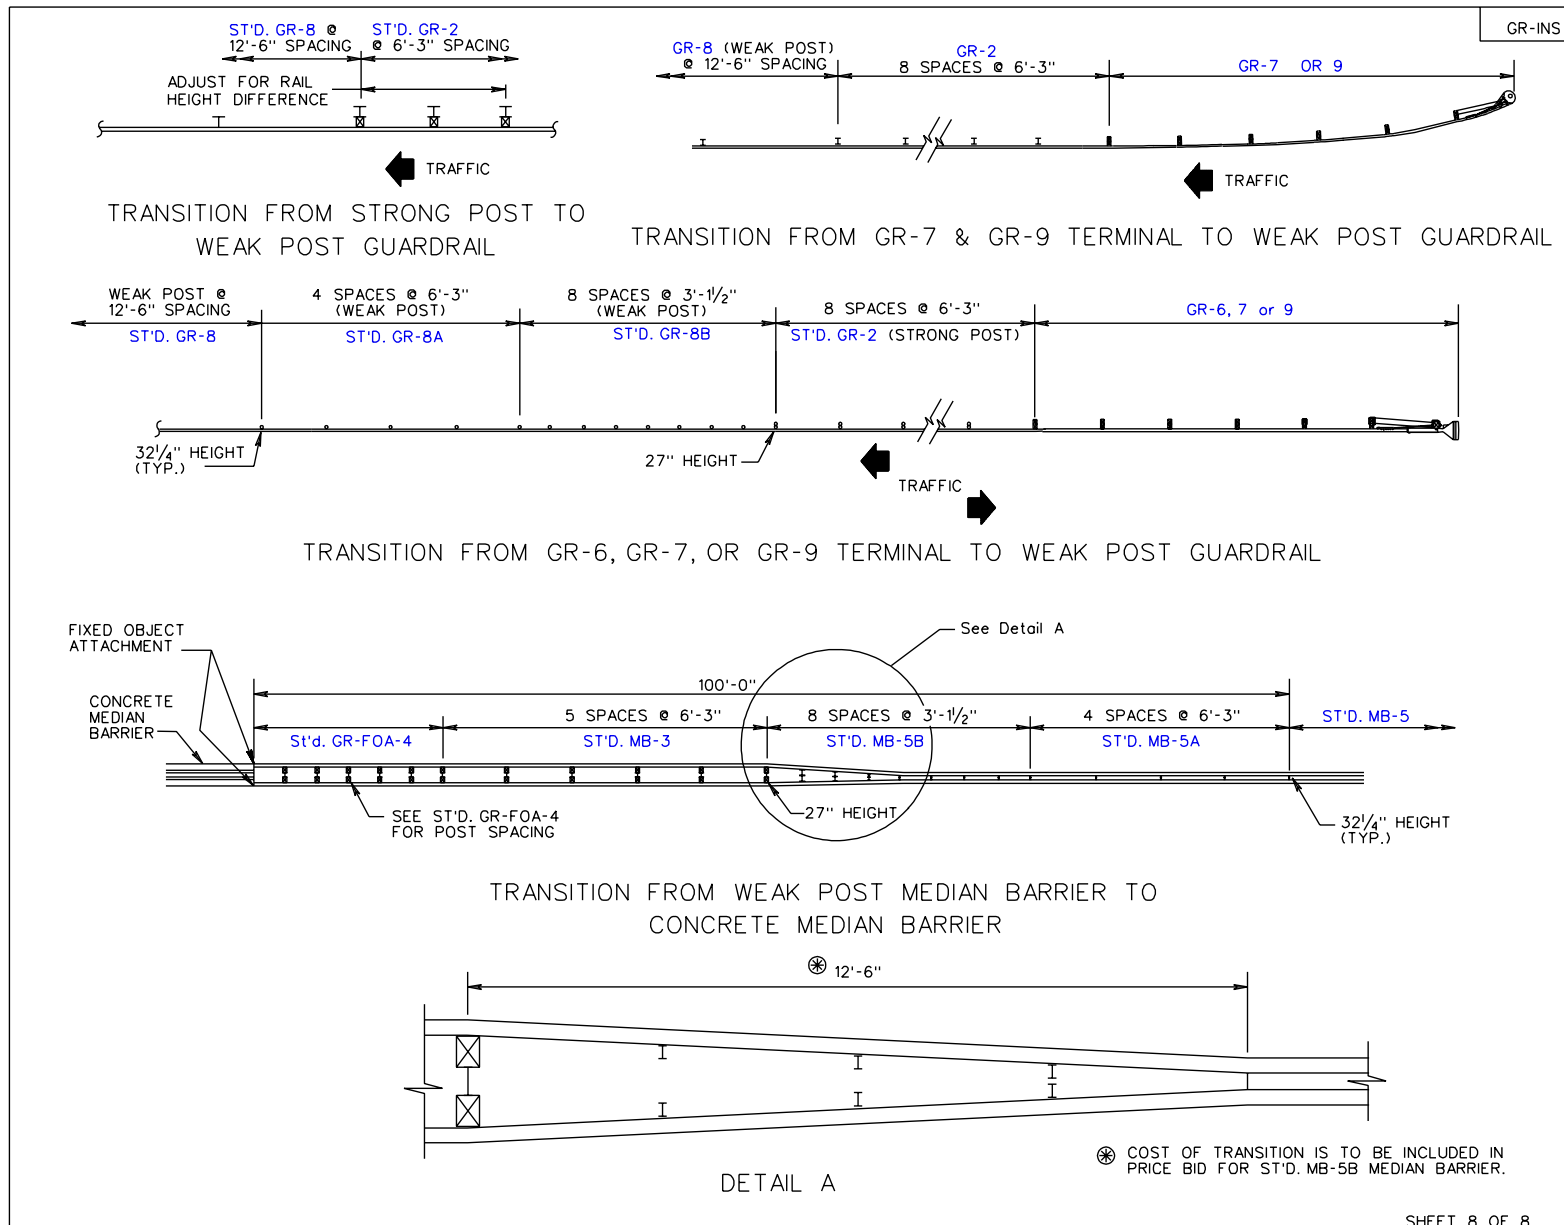 GR-INS
ST'D. GR-8 @
12'-6" SPACING
ST'D. GR-2
@ 6'-3" SPACING
ADJUST FOR RAIL
HEIGHT DIFFERENCE
TRAFFIC
TRANSITION FROM STRONG POST TO
WEAK POST GUARDRAIL
GR-8 (WEAK POST)
@ 12'-6" SPACING
GR-2
8 SPACES @ 6'-3"
GR-7 OR 9
TRAFFIC
TRANSITION FROM GR-7 & GR-9 TERMINAL TO WEAK POST GUARDRAIL
WEAK POST @
12'-6" SPACING
ST'D. GR-8
4 SPACES @ 6'-3"
(WEAK POST)
ST'D. GR-8A
8 SPACES @ 3'-1½"
(WEAK POST)
ST'D. GR-8B
8 SPACES @ 6'-3"
ST'D. GR-2 (STRONG POST)
GR-6, 7 or 9
32¼" HEIGHT
(TYP.)
27" HEIGHT
TRAFFIC
TRANSITION FROM GR-6, GR-7, OR GR-9 TERMINAL TO WEAK POST GUARDRAIL
FIXED OBJECT
ATTACHMENT
CONCRETE
MEDIAN
BARRIER
See Detail A
100'-0"
St'd. GR-FOA-4
5 SPACES @ 6'-3"
ST'D. MB-3
8 SPACES @ 3'-1½"
ST'D. MB-5B
4 SPACES @ 6'-3"
ST'D. MB-5A
ST'D. MB-5
SEE ST'D. GR-FOA-4
FOR POST SPACING
27" HEIGHT
32¼" HEIGHT
(TYP.)
TRANSITION FROM WEAK POST MEDIAN BARRIER TO
CONCRETE MEDIAN BARRIER
⊛ 12'-6"
DETAIL A
⊛ COST OF TRANSITION IS TO BE INCLUDED IN
PRICE BID FOR ST'D. MB-5B MEDIAN BARRIER.
SHEET 8 OF 8